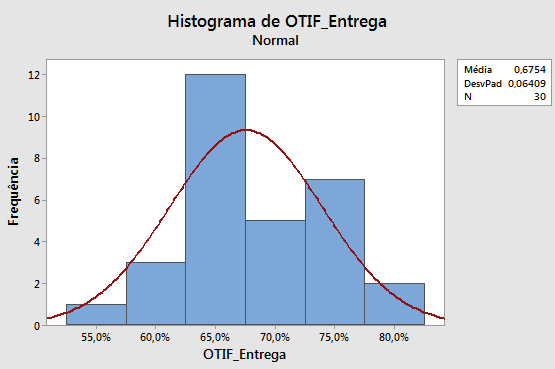 Histograma de OTIF_Entrega
Normal
Média 0,6754
DesvPad 0,06409
N 30
Frequência
12
10
8
6
4
2
0
55,0% 60,0% 65,0% 70,0% 75,0% 80,0%
OTIF_Entrega